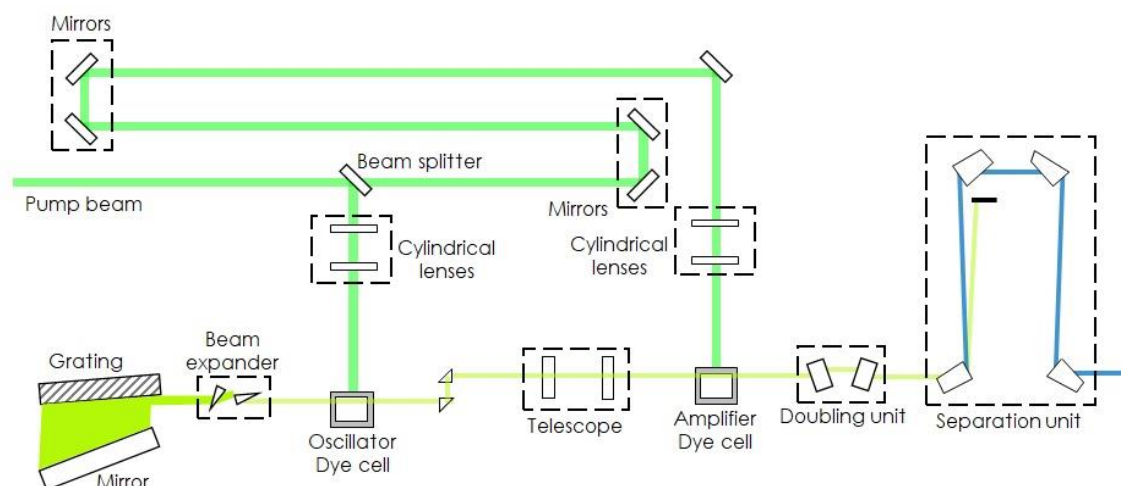 Mirrors
Beam splitter
Pump beam
Mirrors
Cylindrical
lenses
Cylindrical
lenses
Beam
expander
Grating
Mirror
Oscillator
Dye cell
Telescope
Amplifier
Dye cell
Doubling unit
Separation unit